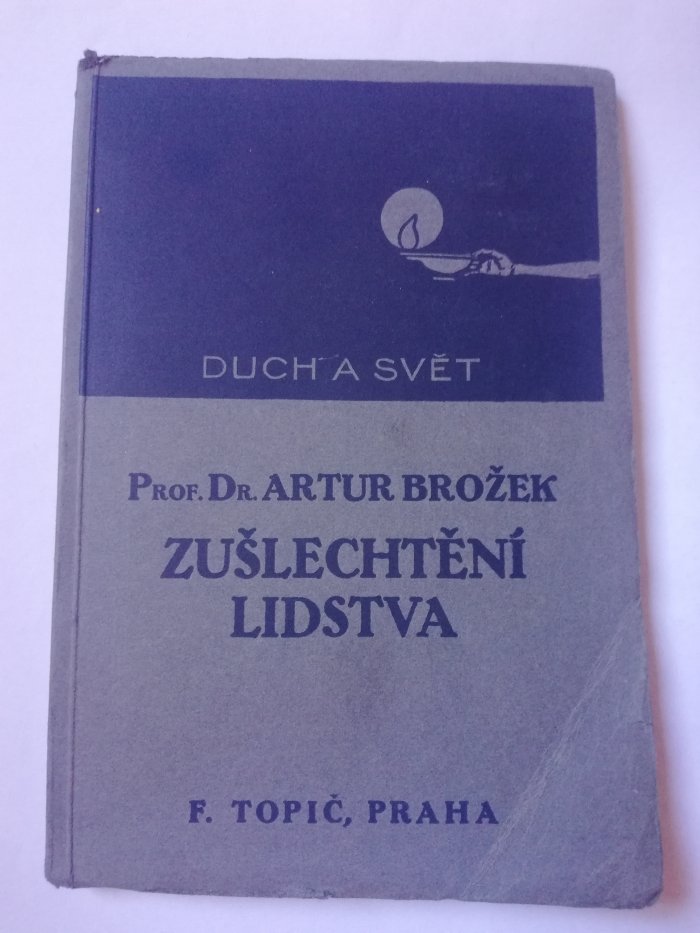 DUCH A SVĚT
PROF. DR. ARTUR BROŽEK
ZUŠLECHTĚNÍ
LIDSTVA
F. TOPIČ, PRAHA